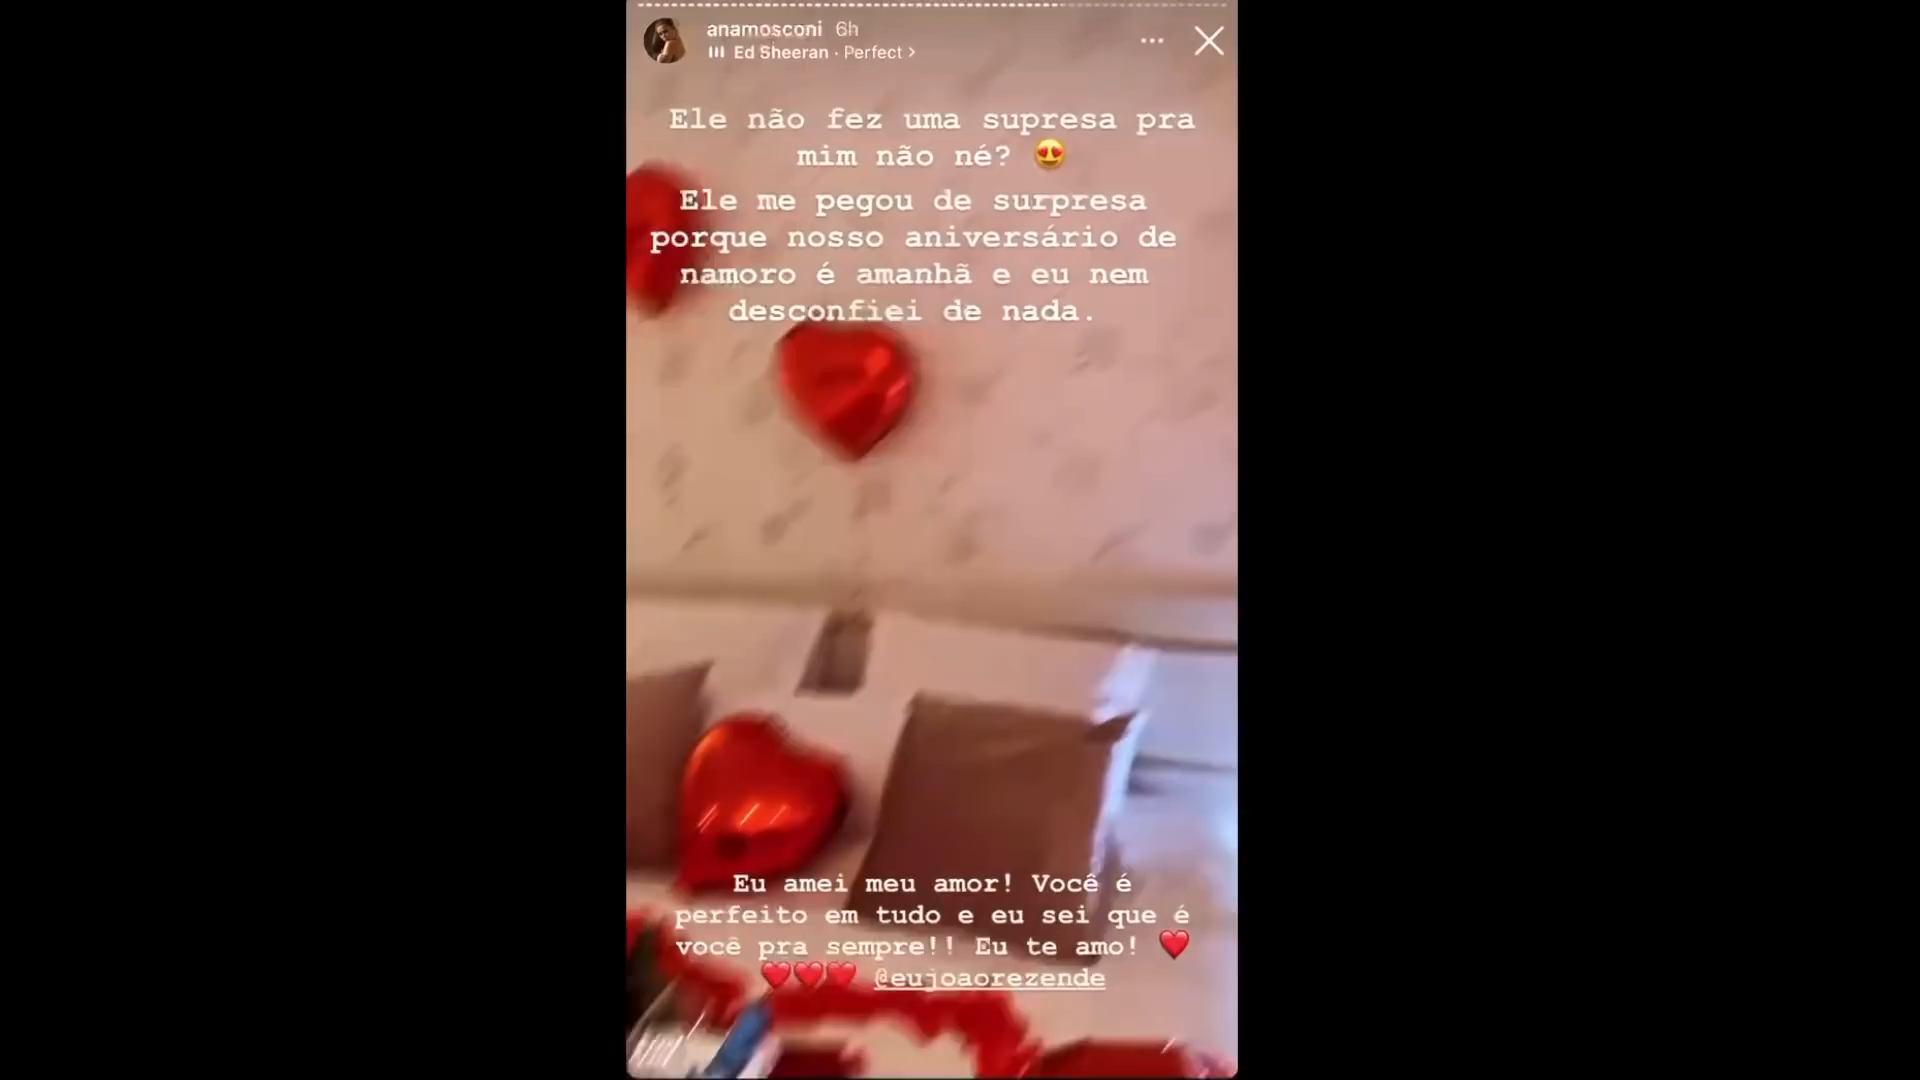 anamosconi 6h
Ed Sheeran · Perfect >
Ele não fez uma supresa pra
mim não né? 😍
Ele me pegou de surpresa
porque nosso aniversário de
namoro é amanhã e eu nem
desconfiei de nada.
Eu amei meu amor! Você é
perfeito em tudo e eu sei que é
você pra sempre!! Eu te amo! ❤️
❤️❤️❤️ @eujoaorezende